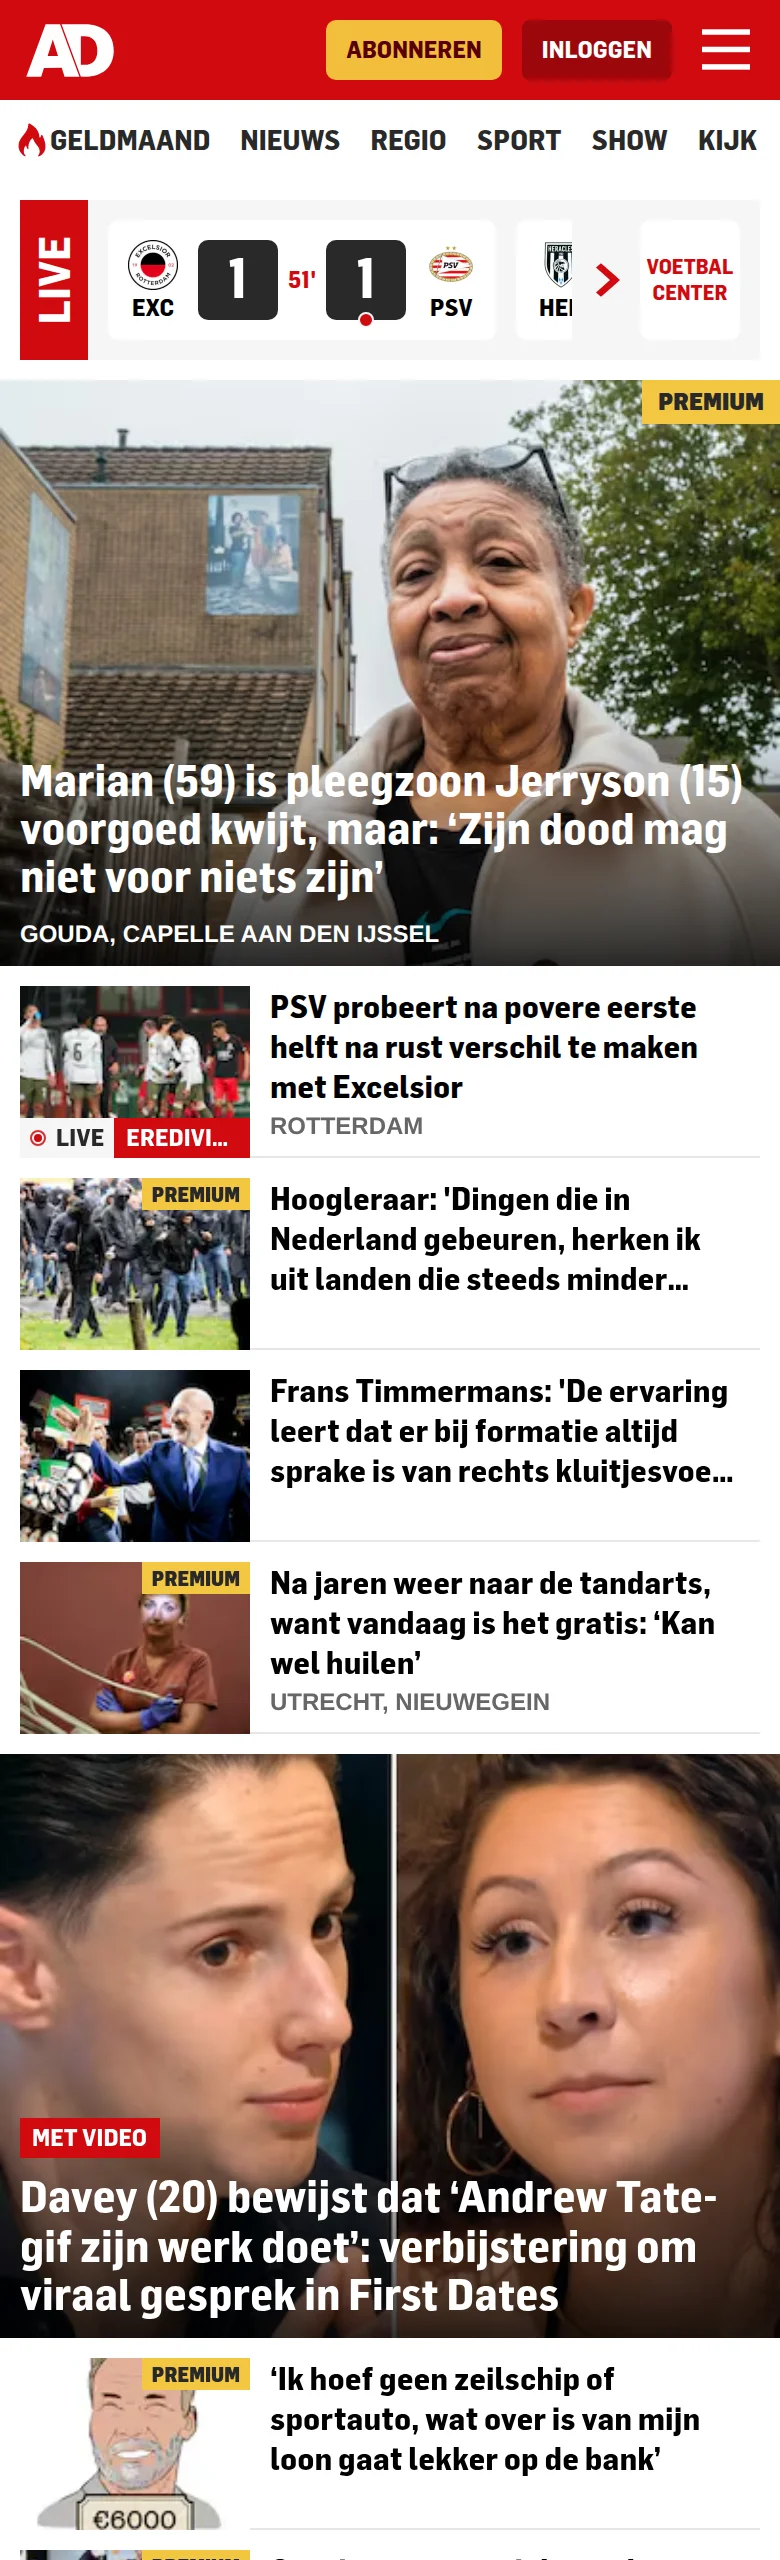 AD
ABONNEREN
INLOGGEN
GELDMAAND NIEUWS REGIO SPORT SHOW KIJK
LIVE
EXCELSIOR
ROTTERDAM
EXC
1
51'
1
PSV
PSV
HERACLES
VOETBAL
CENTER
PREMIUM
Marian (59) is pleegzoon Jerryson (15)
voorgoed kwijt, maar: ‘Zijn dood mag
niet voor niets zijn’
GOUDA, CAPELLE AAN DEN IJSSEL
6
LIVE
EREDIVI...
PSV probeert na povere eerste
helft na rust verschil te maken
met Excelsior
ROTTERDAM
PREMIUM
Hoogleraar: 'Dingen die in
Nederland gebeuren, herken ik
uit landen die steeds minder...
Frans Timmermans: 'De ervaring
leert dat er bij formatie altijd
sprake is van rechts kluitjesvoe...
PREMIUM
Na jaren weer naar de tandarts,
want vandaag is het gratis: ‘Kan
wel huilen’
UTRECHT, NIEUWEGEIN
MET VIDEO
Davey (20) bewijst dat ‘Andrew Tate-
gif zijn werk doet’: verbijstering om
viraal gesprek in First Dates
PREMIUM
€6000
‘Ik hoef geen zeilschip of
sportauto, wat over is van mijn
loon gaat lekker op de bank’